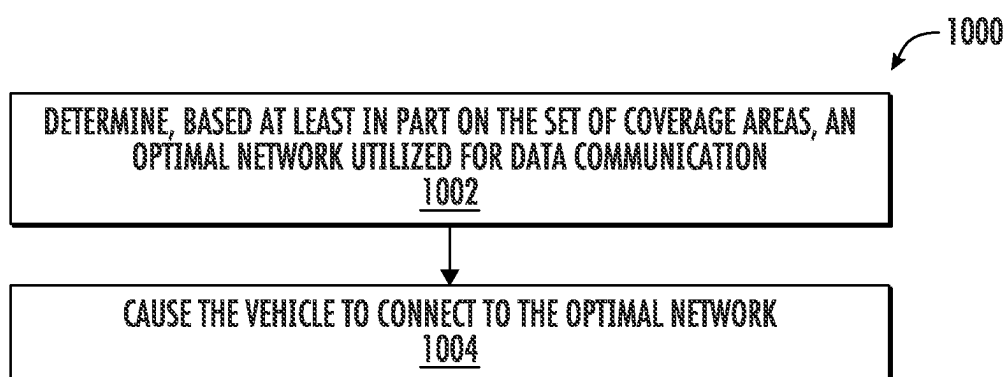 1000
DETERMINE, BASED AT LEAST IN PART ON THE SET OF COVERAGE AREAS, AN
OPTIMAL NETWORK UTILIZED FOR DATA COMMUNICATION
1002
CAUSE THE VEHICLE TO CONNECT TO THE OPTIMAL NETWORK
1004